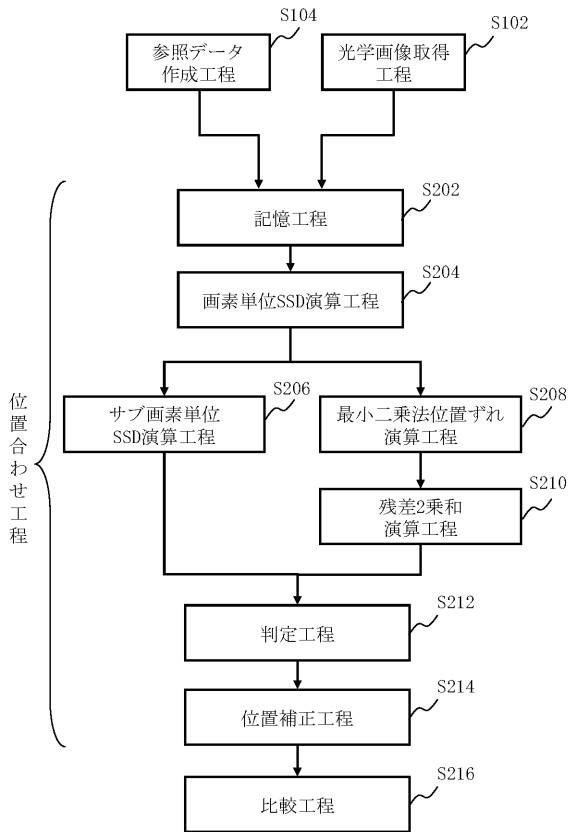 S104
参照データ
作成工程
S102
光学画像取得
工程
S202
記憶工程
S204
画素単位SSD演算工程
S206
サブ画素単位
SSD演算工程
S208
最小二乗法位置ずれ
演算工程
S210
残差2乗和
演算工程
位置合わせ工程
S212
判定工程
S214
位置補正工程
S216
比較工程